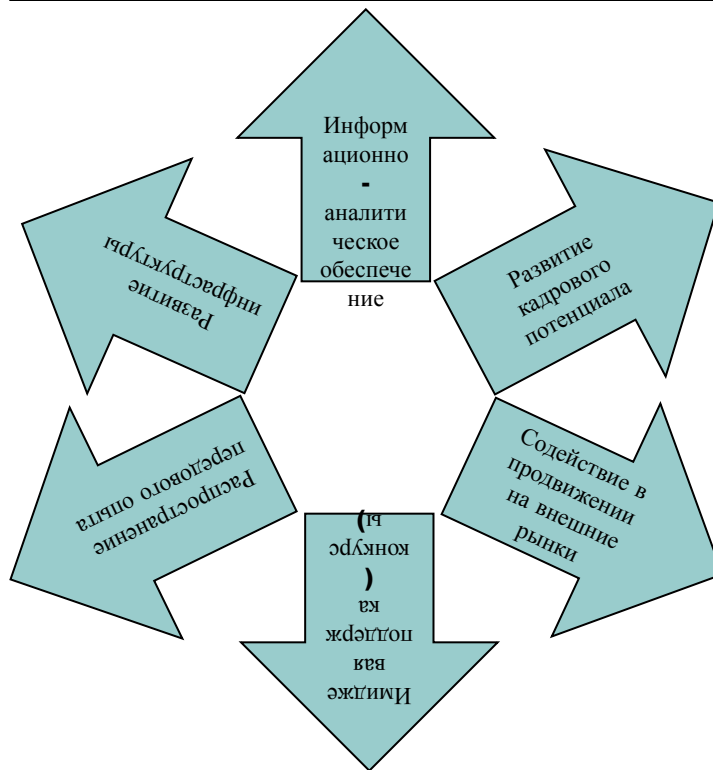 Информ
ационно
-
аналити
ческое
обеспече
ние
Развитие
кадрового
потенциала
Содействие в
продвижении
на внешние
рынки
Имидже
вая
поддерж
ка
(
конкурс
ы)
Распространение
передового опыта
Развитие
инфраструктуры